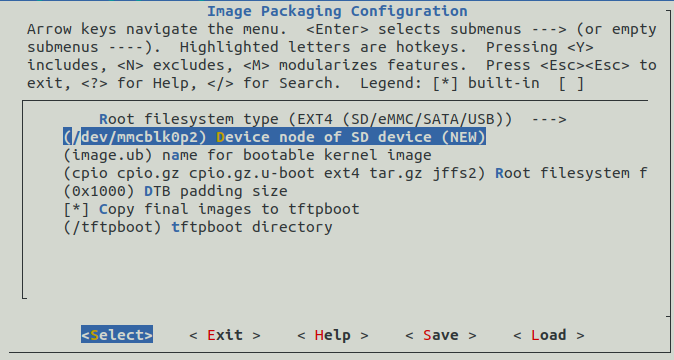 Image Packaging Configuration
Arrow keys navigate the menu.  <Enter> selects submenus ---> (or empty
submenus ----).  Highlighted letters are hotkeys.  Pressing <Y>
includes, <N> excludes, <M> modularizes features.  Press <Esc><Esc> to
exit, <?> for Help, </> for Search.  Legend: [*] built-in  [ ]
Root filesystem type (EXT4 (SD/eMMC/SATA/USB))  --->
(/dev/mmcblk0p2) Device node of SD device (NEW)
(image.ub) name for bootable kernel image
(cpio cpio.gz cpio.gz.u-boot ext4 tar.gz jffs2) Root filesystem f
(0x1000) DTB padding size
[*] Copy final images to tftpboot
(/tftpboot) tftpboot directory
<Select>    < Exit >    < Help >    < Save >    < Load >